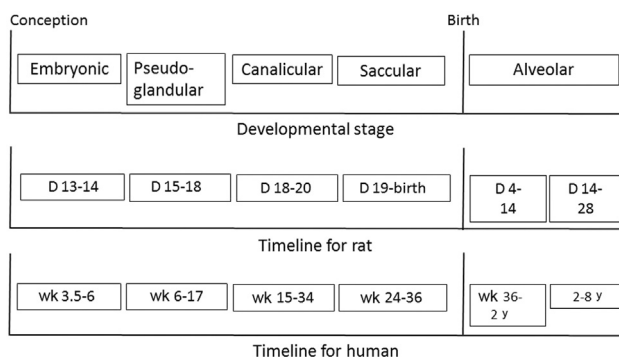 Conception Birth
Embryonic Pseudo- Canalicular Saccular Alveolar
glandular
Developmental stage
D 13-14 D 15-18 D 18-20 D 19-birth D 4- D 14-
14 28
Timeline for rat
wk 3.5-6 wk 6-17 wk 15-34 wk 24-36 wk 36- 2-8 y
2 y
Timeline for human